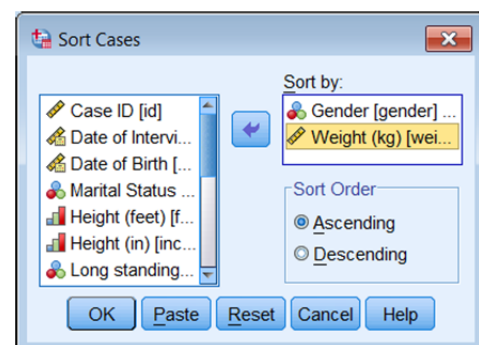 Sort Cases
Sort by:
Case ID [id]
Date of Intervi...
Date of Birth [...
Marital Status ...
Height (feet) [f...
Height (in) [inc...
Long standing...
Gender [gender] ...
Weight (kg) [wei...
Sort Order
Ascending
Descending
OK Paste Reset Cancel Help